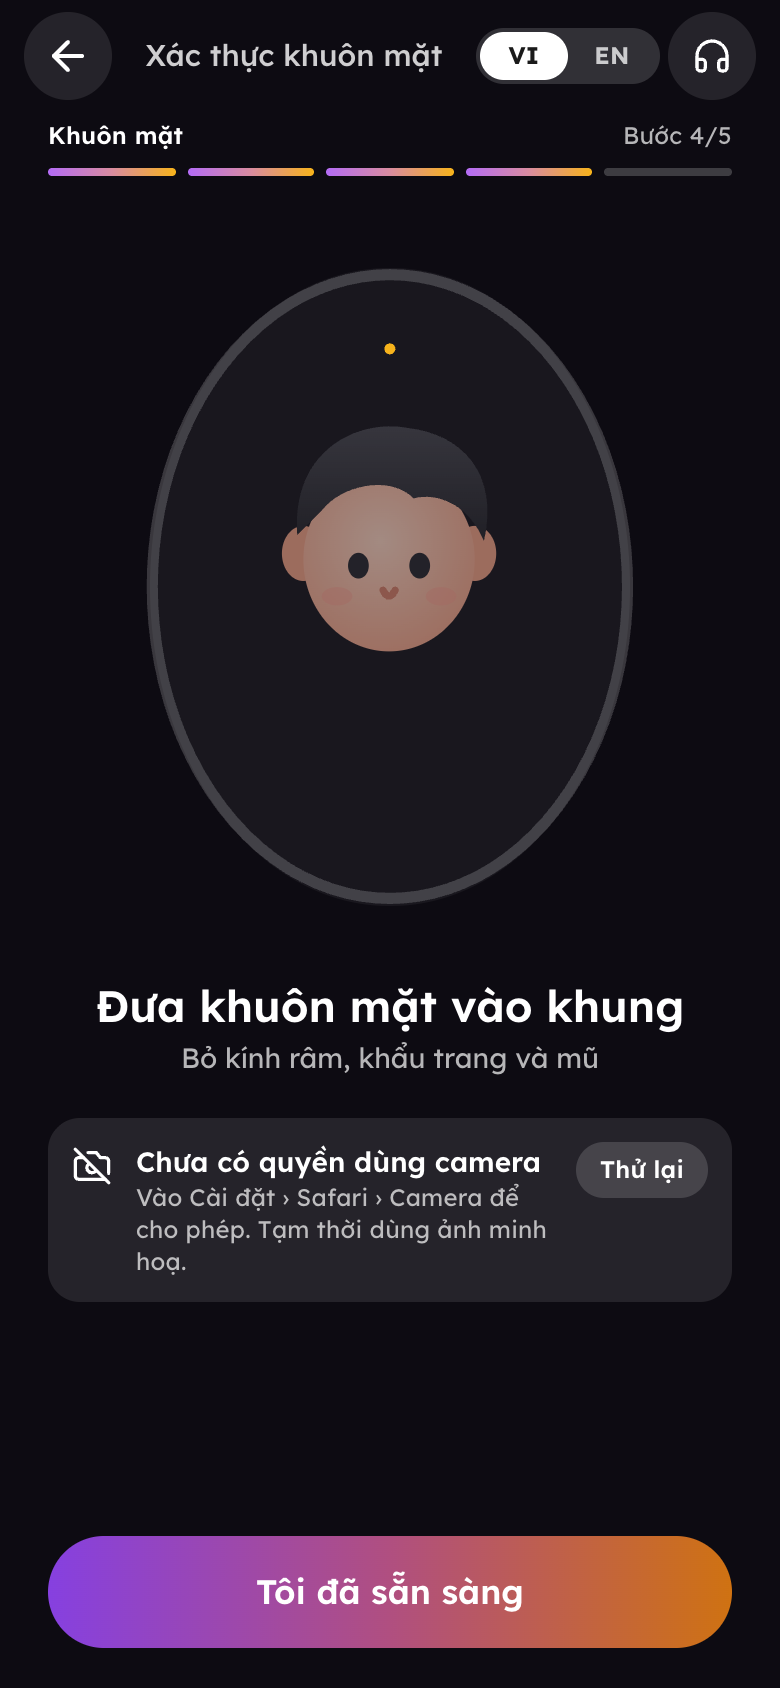 Xác thực khuôn mặt
VI EN
Khuôn mặt
Bước 4/5
Đưa khuôn mặt vào khung
Bỏ kính râm, khẩu trang và mũ
Chưa có quyền dùng camera
Vào Cài đặt › Safari › Camera để
cho phép. Tạm thời dùng ảnh minh
hoạ.
Thử lại
Tôi đã sẵn sàng